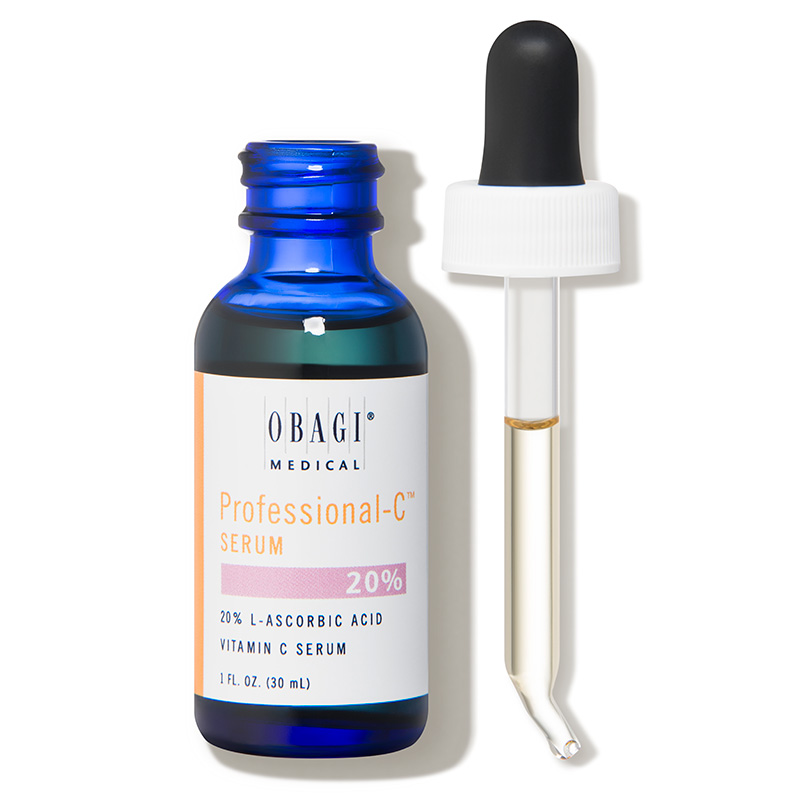 OBAGI®
MEDICAL
Professional-C™
SERUM
20%
20% L-ASCORBIC ACID
VITAMIN C SERUM
1 FL. OZ. (30 mL)